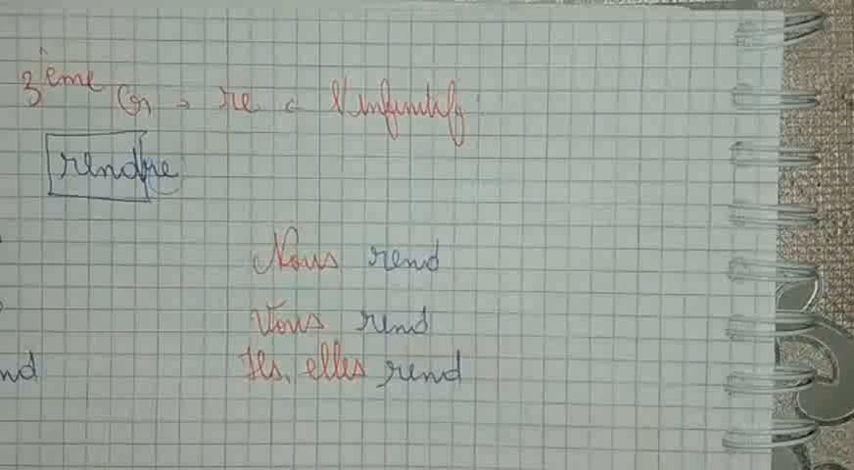 3ème Gr → re à l'infinitif
rendre
Nous rend
Vous rend
nd
Ils, elles rend